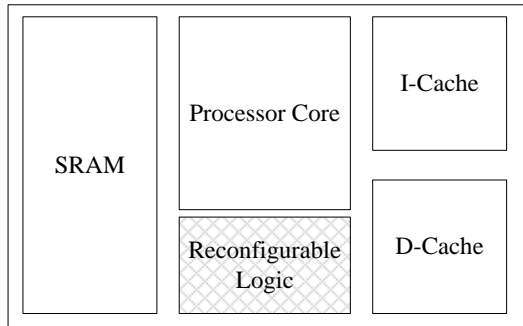 SRAM
Processor Core
Reconfigurable
Logic
I-Cache
D-Cache